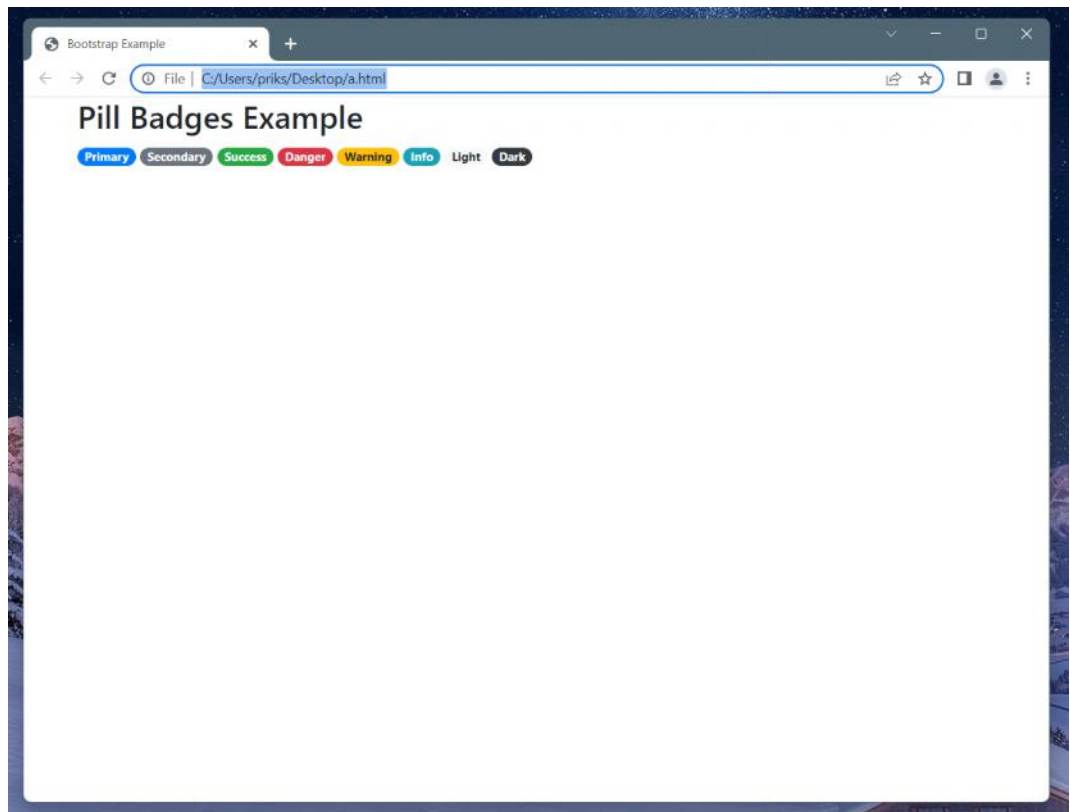 Bootstrap Example
File | C:/Users/priks/Desktop/a.html
Pill Badges Example
Primary Secondary Success Danger Warning Info Light Dark